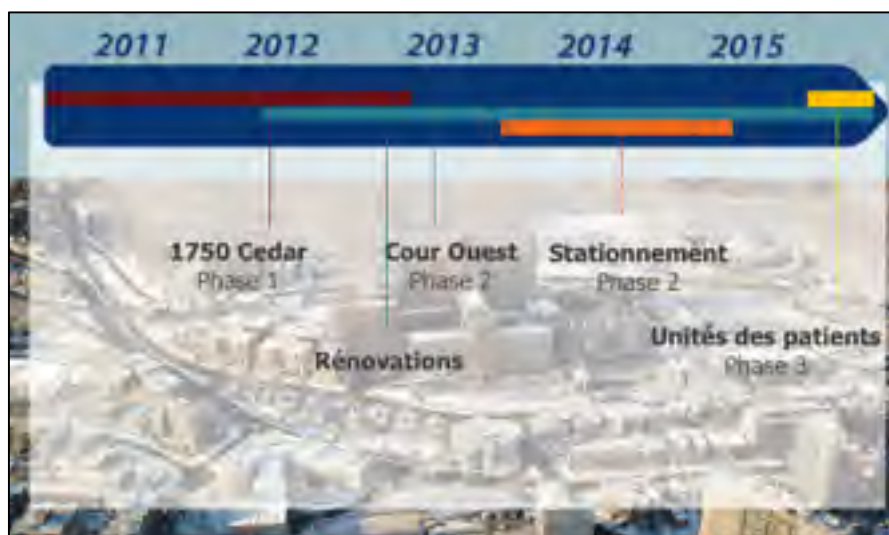 2011 2012 2013 2014 2015
1750 Cedar
Phase 1
Cour Ouest
Phase 2
Stationnement
Phase 2
Rénovations
Unités des patients
Phase 3